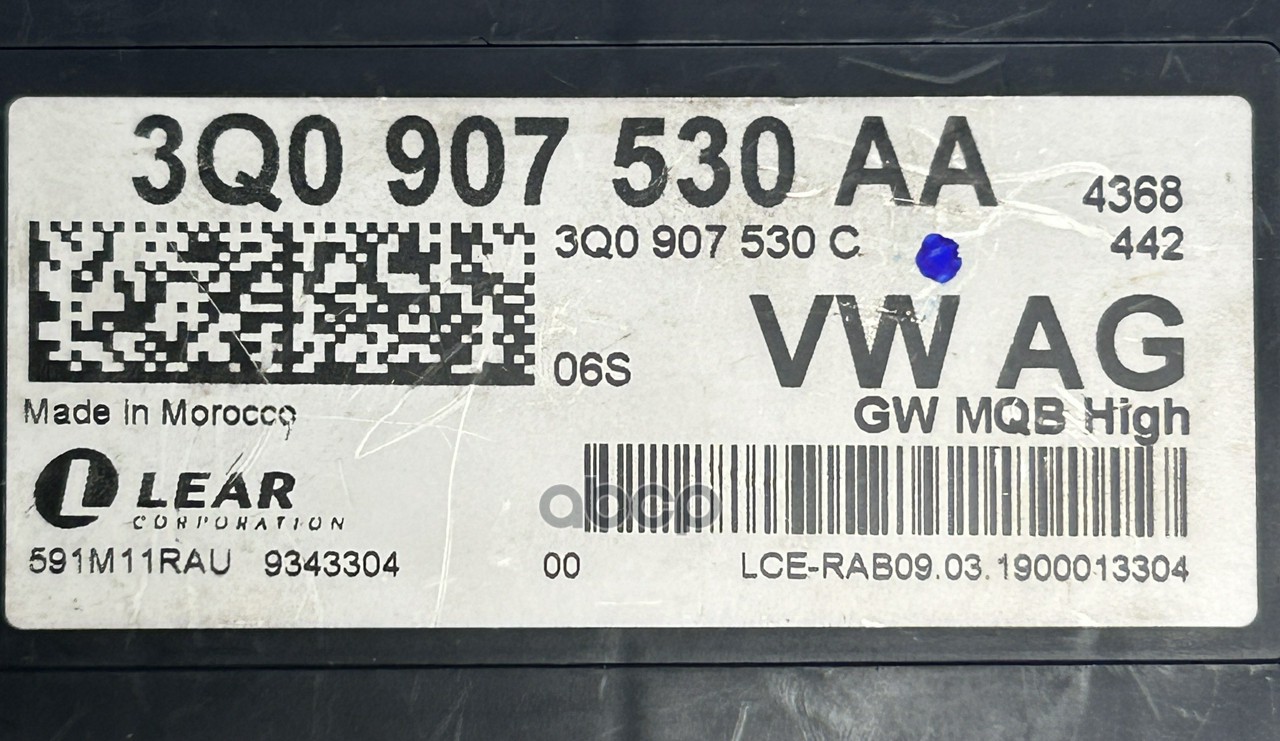 3Q0 907 530 AA 4368
3Q0 907 530 C 442
06S VW AG
Made in Morocco GW MQB High
LEAR
CORPORATION
abcp
591M11RAU 9343304 00 LCE-RAB09.03.1900013304